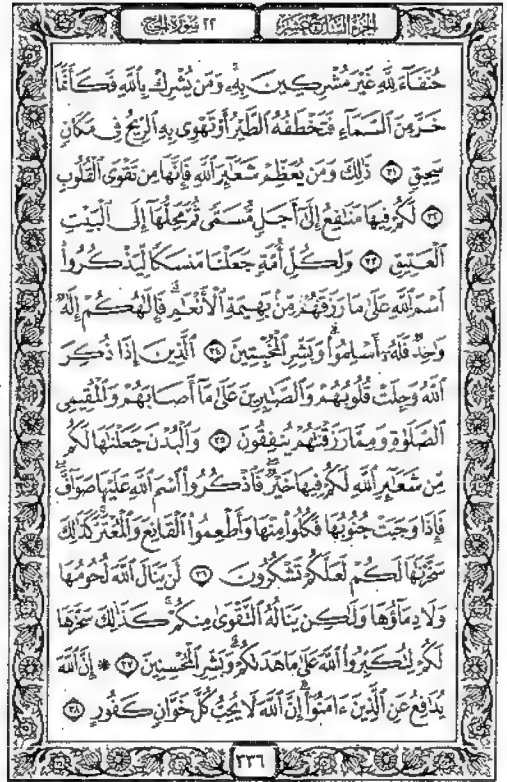 الجزء السابع عشر
٢٢ سورة الحج
حُنَفَآءَ لِلَّهِ غَيْرَ مُشْرِكِينَ بِهِۦ وَمَن يُشْرِكْ بِٱللَّهِ فَكَأَنَّمَا
خَرَّ مِنَ ٱلسَّمَآءِ فَتَخْطَفُهُ ٱلطَّيْرُ أَوْ تَهْوِى بِهِ ٱلرِّيحُ فِى مَكَانٍ
سَحِيقٍ ٣١ ذَٰلِكَ وَمَن يُعَظِّمْ شَعَٰٓئِرَ ٱللَّهِ فَإِنَّهَا مِن تَقْوَى ٱلْقُلُوبِ
٣٢ لَكُمْ فِيهَا مَنَٰفِعُ إِلَىٰٓ أَجَلٍ مُّسَمًّى ثُمَّ مَحِلُّهَآ إِلَى ٱلْبَيْتِ
ٱلْعَتِيقِ ٣٣ وَلِكُلِّ أُمَّةٍ جَعَلْنَا مَنسَكًا لِّيَذْكُرُوا۟
ٱسْمَ ٱللَّهِ عَلَىٰ مَا رَزَقَهُم مِّنۢ بَهِيمَةِ ٱلْأَنْعَٰمِ ۗ فَإِلَٰهُكُمْ إِلَٰهٌ
وَٰحِدٌ فَلَهُۥٓ أَسْلِمُوا۟ ۗ وَبَشِّرِ ٱلْمُخْبِتِينَ ٣٤ ٱلَّذِينَ إِذَا ذُكِرَ
ٱللَّهُ وَجِلَتْ قُلُوبُهُمْ وَٱلصَّٰبِرِينَ عَلَىٰ مَآ أَصَابَهُمْ وَٱلْمُقِيمِى
ٱلصَّلَوٰةِ وَمِمَّا رَزَقْنَٰهُمْ يُنفِقُونَ ٣٥ وَٱلْبُدْنَ جَعَلْنَٰهَا لَكُم
مِّن شَعَٰٓئِرِ ٱللَّهِ لَكُمْ فِيهَا خَيْرٌ ۖ فَٱذْكُرُوا۟ ٱسْمَ ٱللَّهِ عَلَيْهَا صَوَآفَّ ۖ
فَإِذَا وَجَبَتْ جُنُوبُهَا فَكُلُوا۟ مِنْهَا وَأَطْعِمُوا۟ ٱلْقَانِعَ وَٱلْمُعْتَرَّ ۚ كَذَٰلِكَ
سَخَّرْنَٰهَا لَكُمْ لَعَلَّكُمْ تَشْكُرُونَ ٣٦ لَن يَنَالَ ٱللَّهَ لُحُومُهَا
وَلَا دِمَآؤُهَا وَلَٰكِن يَنَالُهُ ٱلتَّقْوَىٰ مِنكُمْ ۚ كَذَٰلِكَ سَخَّرَهَا
لَكُمْ لِتُكَبِّرُوا۟ ٱللَّهَ عَلَىٰ مَا هَدَىٰكُمْ ۗ وَبَشِّرِ ٱلْمُحْسِنِينَ ٣٧ * إِنَّ ٱللَّهَ
يُدَٰفِعُ عَنِ ٱلَّذِينَ ءَامَنُوٓا۟ ۗ إِنَّ ٱللَّهَ لَا يُحِبُّ كُلَّ خَوَّانٍ كَفُورٍ ٣٨
٣٣٦